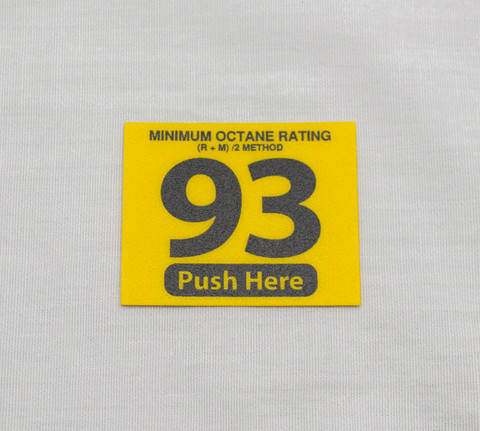 MINIMUM OCTANE RATING
(R + M) /2 METHOD
93
Push Here